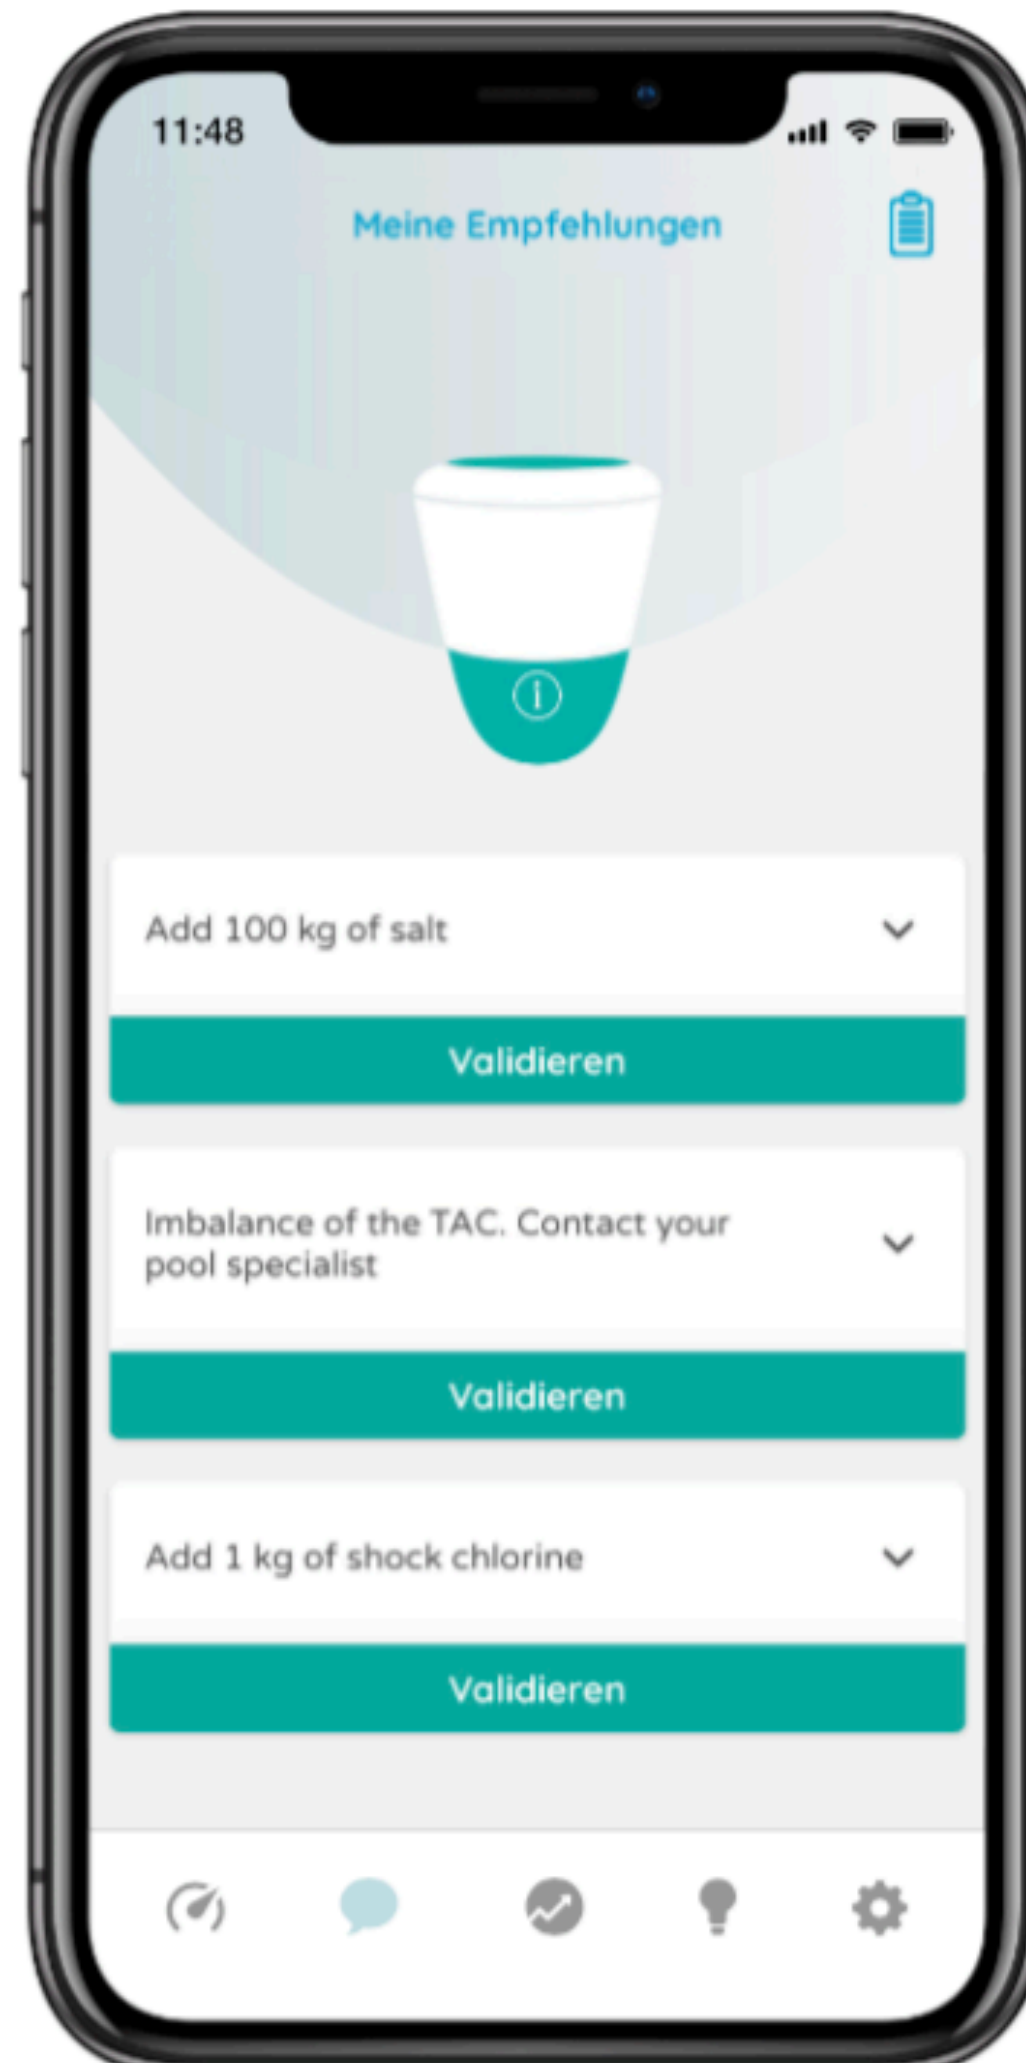 11:48
Meine Empfehlungen
i
Add 100 kg of salt
Validieren
Imbalance of the TAC. Contact your
pool specialist
Validieren
Add 1 kg of shock chlorine
Validieren